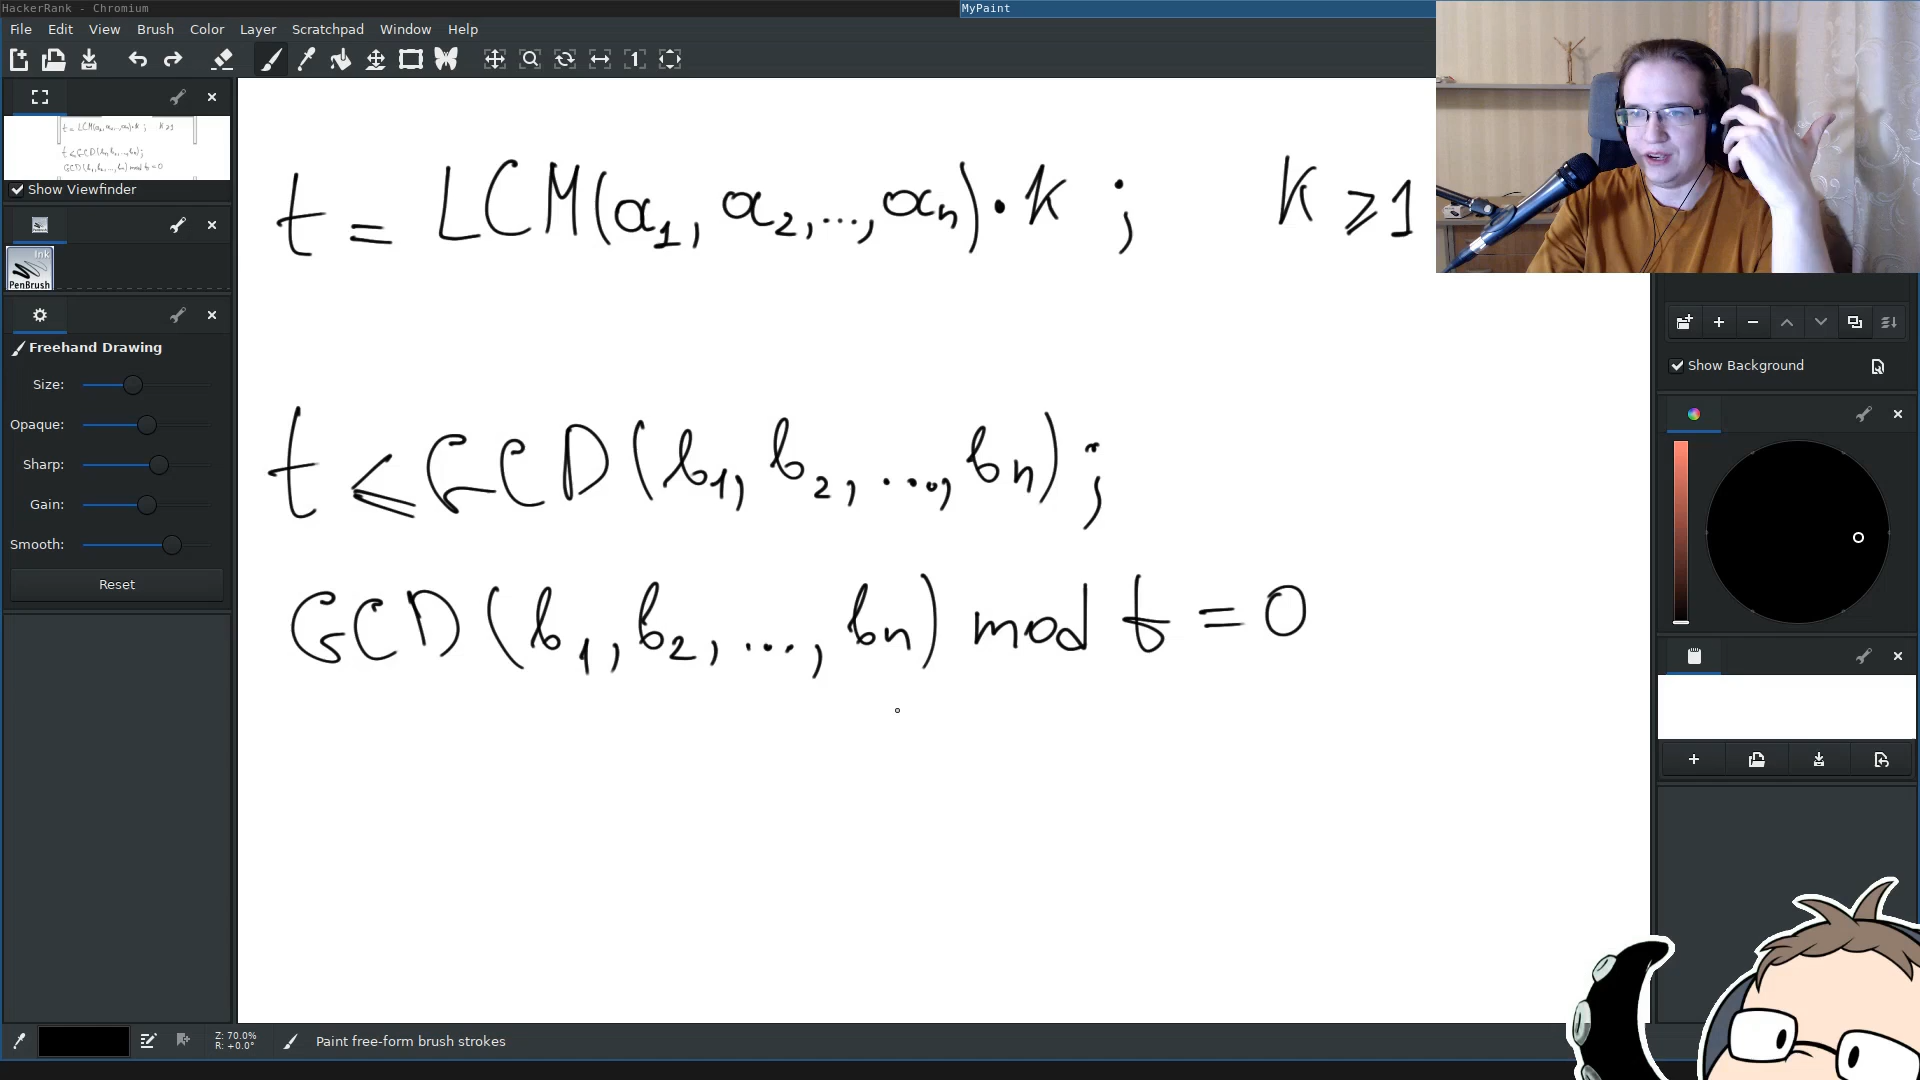 HackerRank - Chromium
MyPaint
File Edit View Brush Color Layer Scratchpad Window Help
Show Viewfinder
Ink
PenBrush
Freehand Drawing
Size:
Opaque:
Sharp:
Gain:
Smooth:
Reset
t = LCM(a₁, a₂,..., aₙ)·k ; k ⩾ 1
t ⩽ GCD(b₁, b₂, ..., bₙ);
GCD(b₁, b₂, ..., bₙ) mod t = 0
Show Background
Z: 70.0%
R: +0.0°
Paint free-form brush strokes